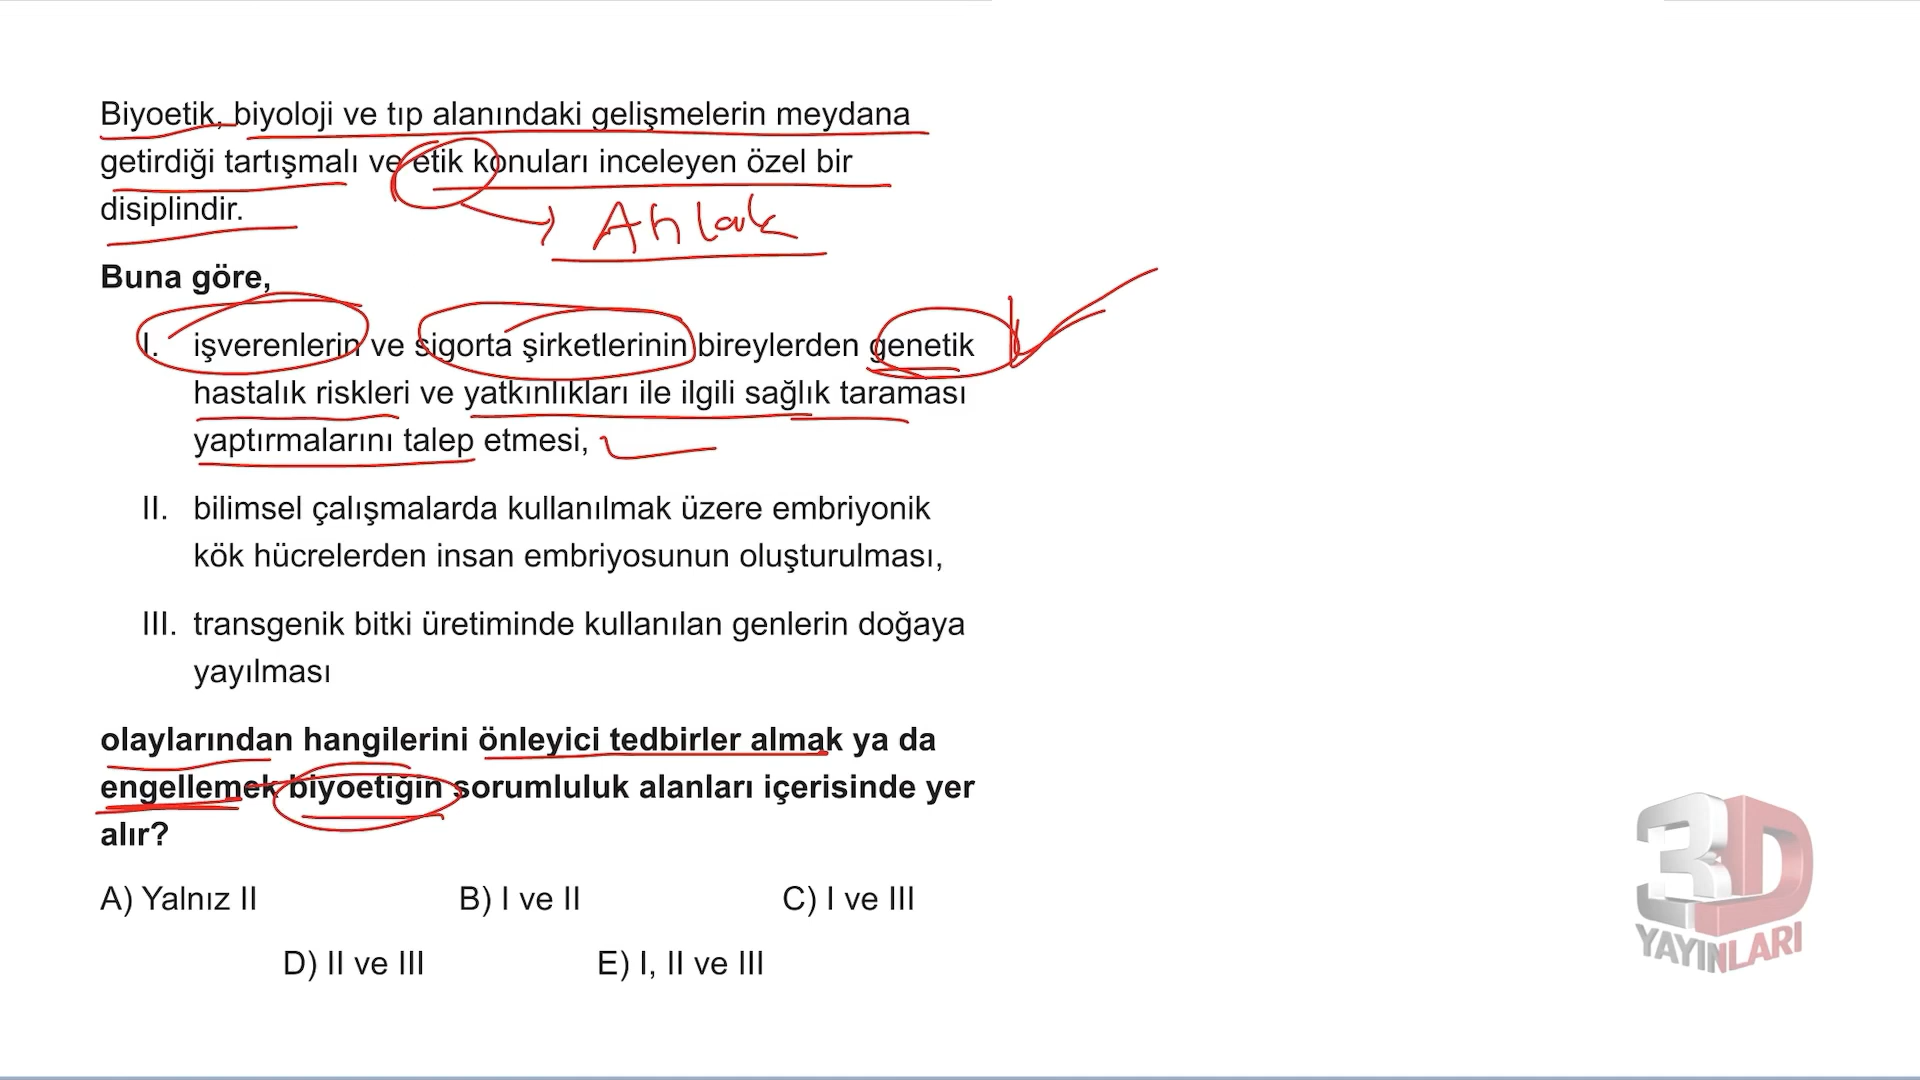 Biyoetik, biyoloji ve tıp alanındaki gelişmelerin meydana
getirdiği tartışmalı ve etik konuları inceleyen özel bir
disiplindir.
Ahlak
Buna göre,
I. işverenlerin ve sigorta şirketlerinin bireylerden genetik
hastalık riskleri ve yatkınlıkları ile ilgili sağlık taraması
yaptırmalarını talep etmesi,
II. bilimsel çalışmalarda kullanılmak üzere embriyonik
kök hücrelerden insan embriyosunun oluşturulması,
III. transgenik bitki üretiminde kullanılan genlerin doğaya
yayılması
olaylarından hangilerini önleyici tedbirler almak ya da
engellemek biyoetiğin sorumluluk alanları içerisinde yer
alır?
A) Yalnız II B) I ve II C) I ve III
D) II ve III E) I, II ve III
3D
YAYINLARI